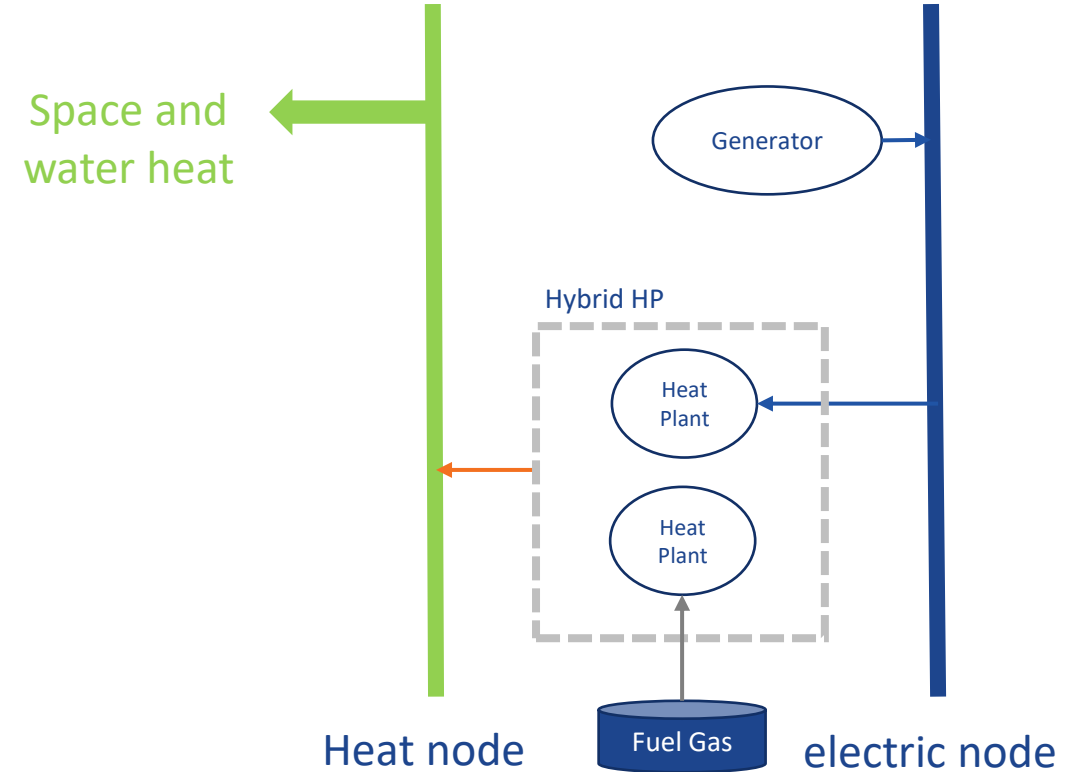 Space and
water heat
Generator
Hybrid HP
Heat
Plant
Heat
Plant
Heat node
Fuel Gas
electric node